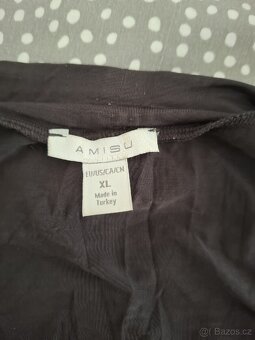 AMISU
EU/US/CA/CN
XL
Made in
Turkey
Bazos.cz